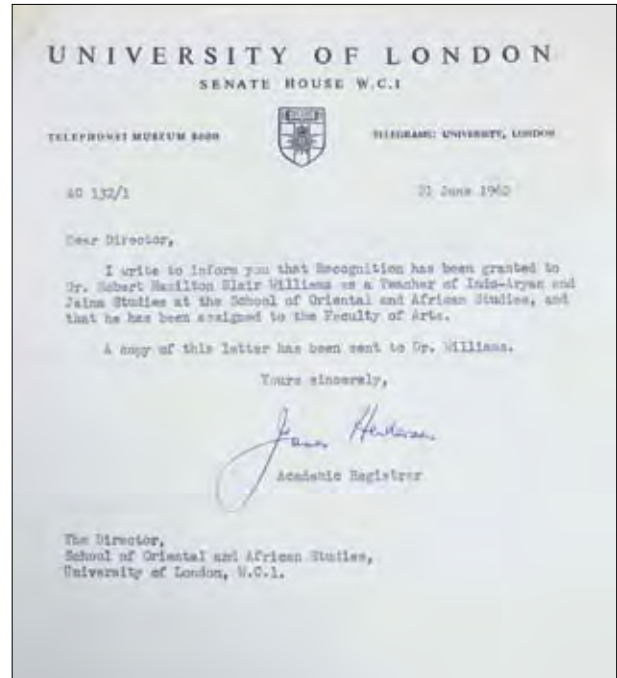 UNIVERSITY OF LONDON
SENATE HOUSE W.C.1
TELEPHONE: MUSEUM 8000
TELEGRAMS: UNIVERSITY, LONDON
AO 132/1
21 June 1960
Dear Director,
I write to inform you that Recognition has been granted to
Dr. Robert Hamilton Blair Williams as a Teacher of Indo-Aryan and
Jaina Studies at the School of Oriental and African Studies, and
that he has been assigned to the Faculty of Arts.
A copy of this letter has been sent to Dr. Williams.
Yours sincerely,
James Henderson
Academic Registrar
The Director,
School of Oriental and African Studies,
University of London, W.C.1.